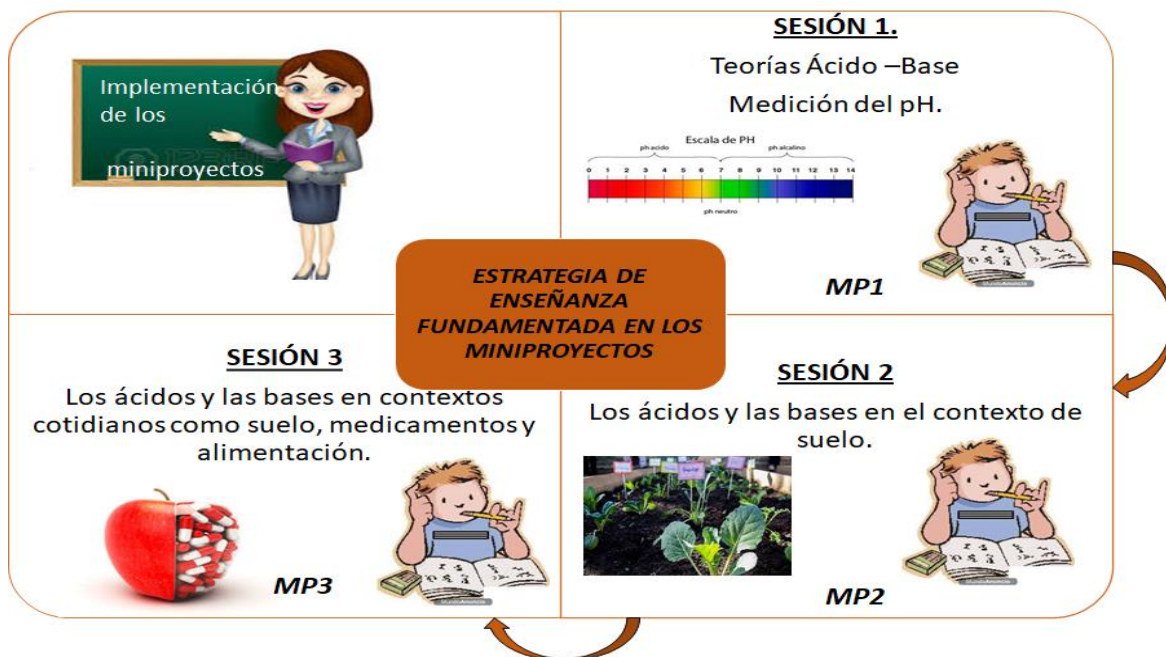 Implementación
de los
miniproyectos
SESIÓN 1.
Teorías Ácido –Base
Medición del pH.
Escala de PH
ph acido
ph alcalino
0 1 2 3 4 5 6 7 8 9 10 11 12 13 14
ph neutro
MP1
ESTRATEGIA DE
ENSEÑANZA
FUNDAMENTADA EN LOS
MINIPROYECTOS
SESIÓN 3
Los ácidos y las bases en contextos
cotidianos como suelo, medicamentos y
alimentación.
MP3
SESIÓN 2
Los ácidos y las bases en el contexto de
suelo.
MP2